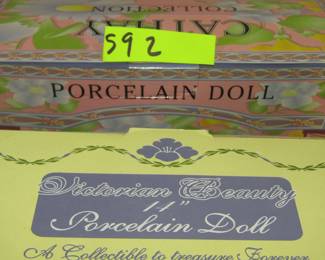 CATHAY
COLLECTION
592
PORCELAIN DOLL
Victorian Beauty
11"
Porcelain Doll
A Collectible to treasure Forever